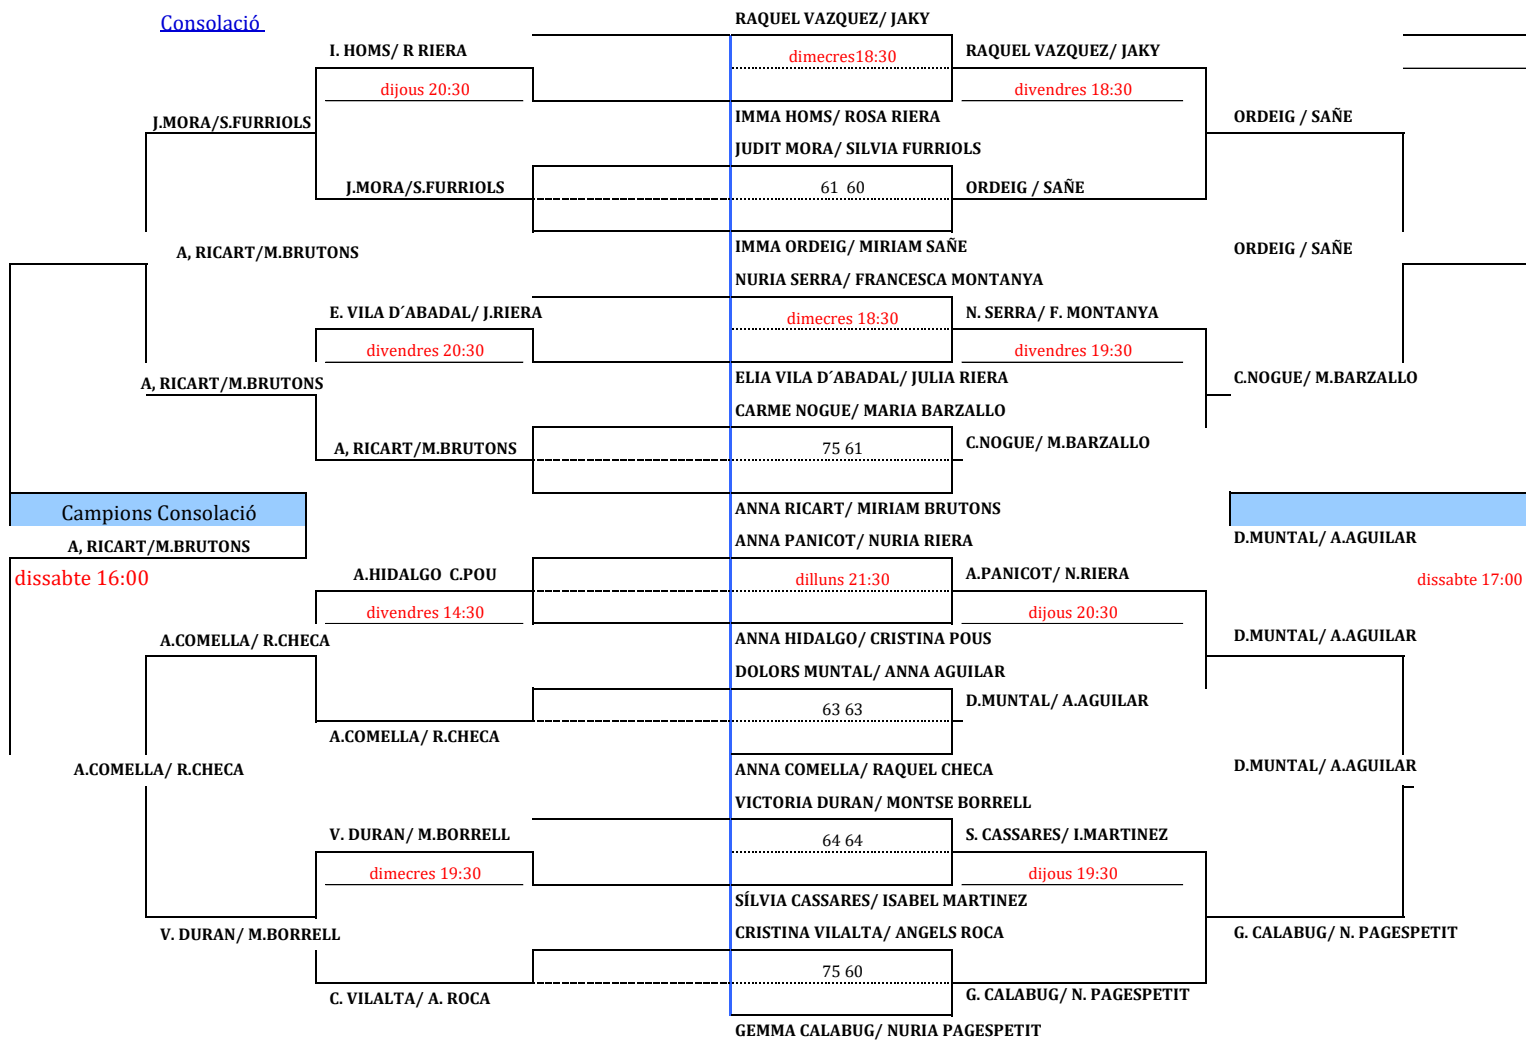 Consolació
RAQUEL VAZQUEZ/ JAKY
I. HOMS/ R RIERA
dimecres18:30
RAQUEL VAZQUEZ/ JAKY
dijous 20:30
divendres 18:30
J.MORA/S.FURRIOLS
IMMA HOMS/ ROSA RIERA
ORDEIG / SAÑE
JUDIT MORA/ SILVIA FURRIOLS
J.MORA/S.FURRIOLS
61 60
ORDEIG / SAÑE
A, RICART/M.BRUTONS
IMMA ORDEIG/ MIRIAM SAÑE
ORDEIG / SAÑE
NURIA SERRA/ FRANCESCA MONTANYA
E. VILA D´ABADAL/ J.RIERA
dimecres 18:30
N. SERRA/ F. MONTANYA
divendres 20:30
divendres 19:30
A, RICART/M.BRUTONS
ELIA VILA D´ABADAL/ JULIA RIERA
C.NOGUE/ M.BARZALLO
CARME NOGUE/ MARIA BARZALLO
A, RICART/M.BRUTONS
75 61
C.NOGUE/ M.BARZALLO
Campions Consolació
ANNA RICART/ MIRIAM BRUTONS
A, RICART/M.BRUTONS
ANNA PANICOT/ NURIA RIERA
D.MUNTAL/ A.AGUILAR
dissabte 16:00
A.HIDALGO C.POU
dilluns 21:30
A.PANICOT/ N.RIERA
dissabte 17:00
divendres 14:30
dijous 20:30
A.COMELLA/ R.CHECA
ANNA HIDALGO/ CRISTINA POUS
D.MUNTAL/ A.AGUILAR
DOLORS MUNTAL/ ANNA AGUILAR
63 63
D.MUNTAL/ A.AGUILAR
A.COMELLA/ R.CHECA
A.COMELLA/ R.CHECA
ANNA COMELLA/ RAQUEL CHECA
D.MUNTAL/ A.AGUILAR
VICTORIA DURAN/ MONTSE BORRELL
V. DURAN/ M.BORRELL
64 64
S. CASSARES/ I.MARTINEZ
dimecres 19:30
dijous 19:30
SÍLVIA CASSARES/ ISABEL MARTINEZ
V. DURAN/ M.BORRELL
CRISTINA VILALTA/ ANGELS ROCA
G. CALABUG/ N. PAGESPETIT
75 60
C. VILALTA/ A. ROCA
G. CALABUG/ N. PAGESPETIT
GEMMA CALABUG/ NURIA PAGESPETIT